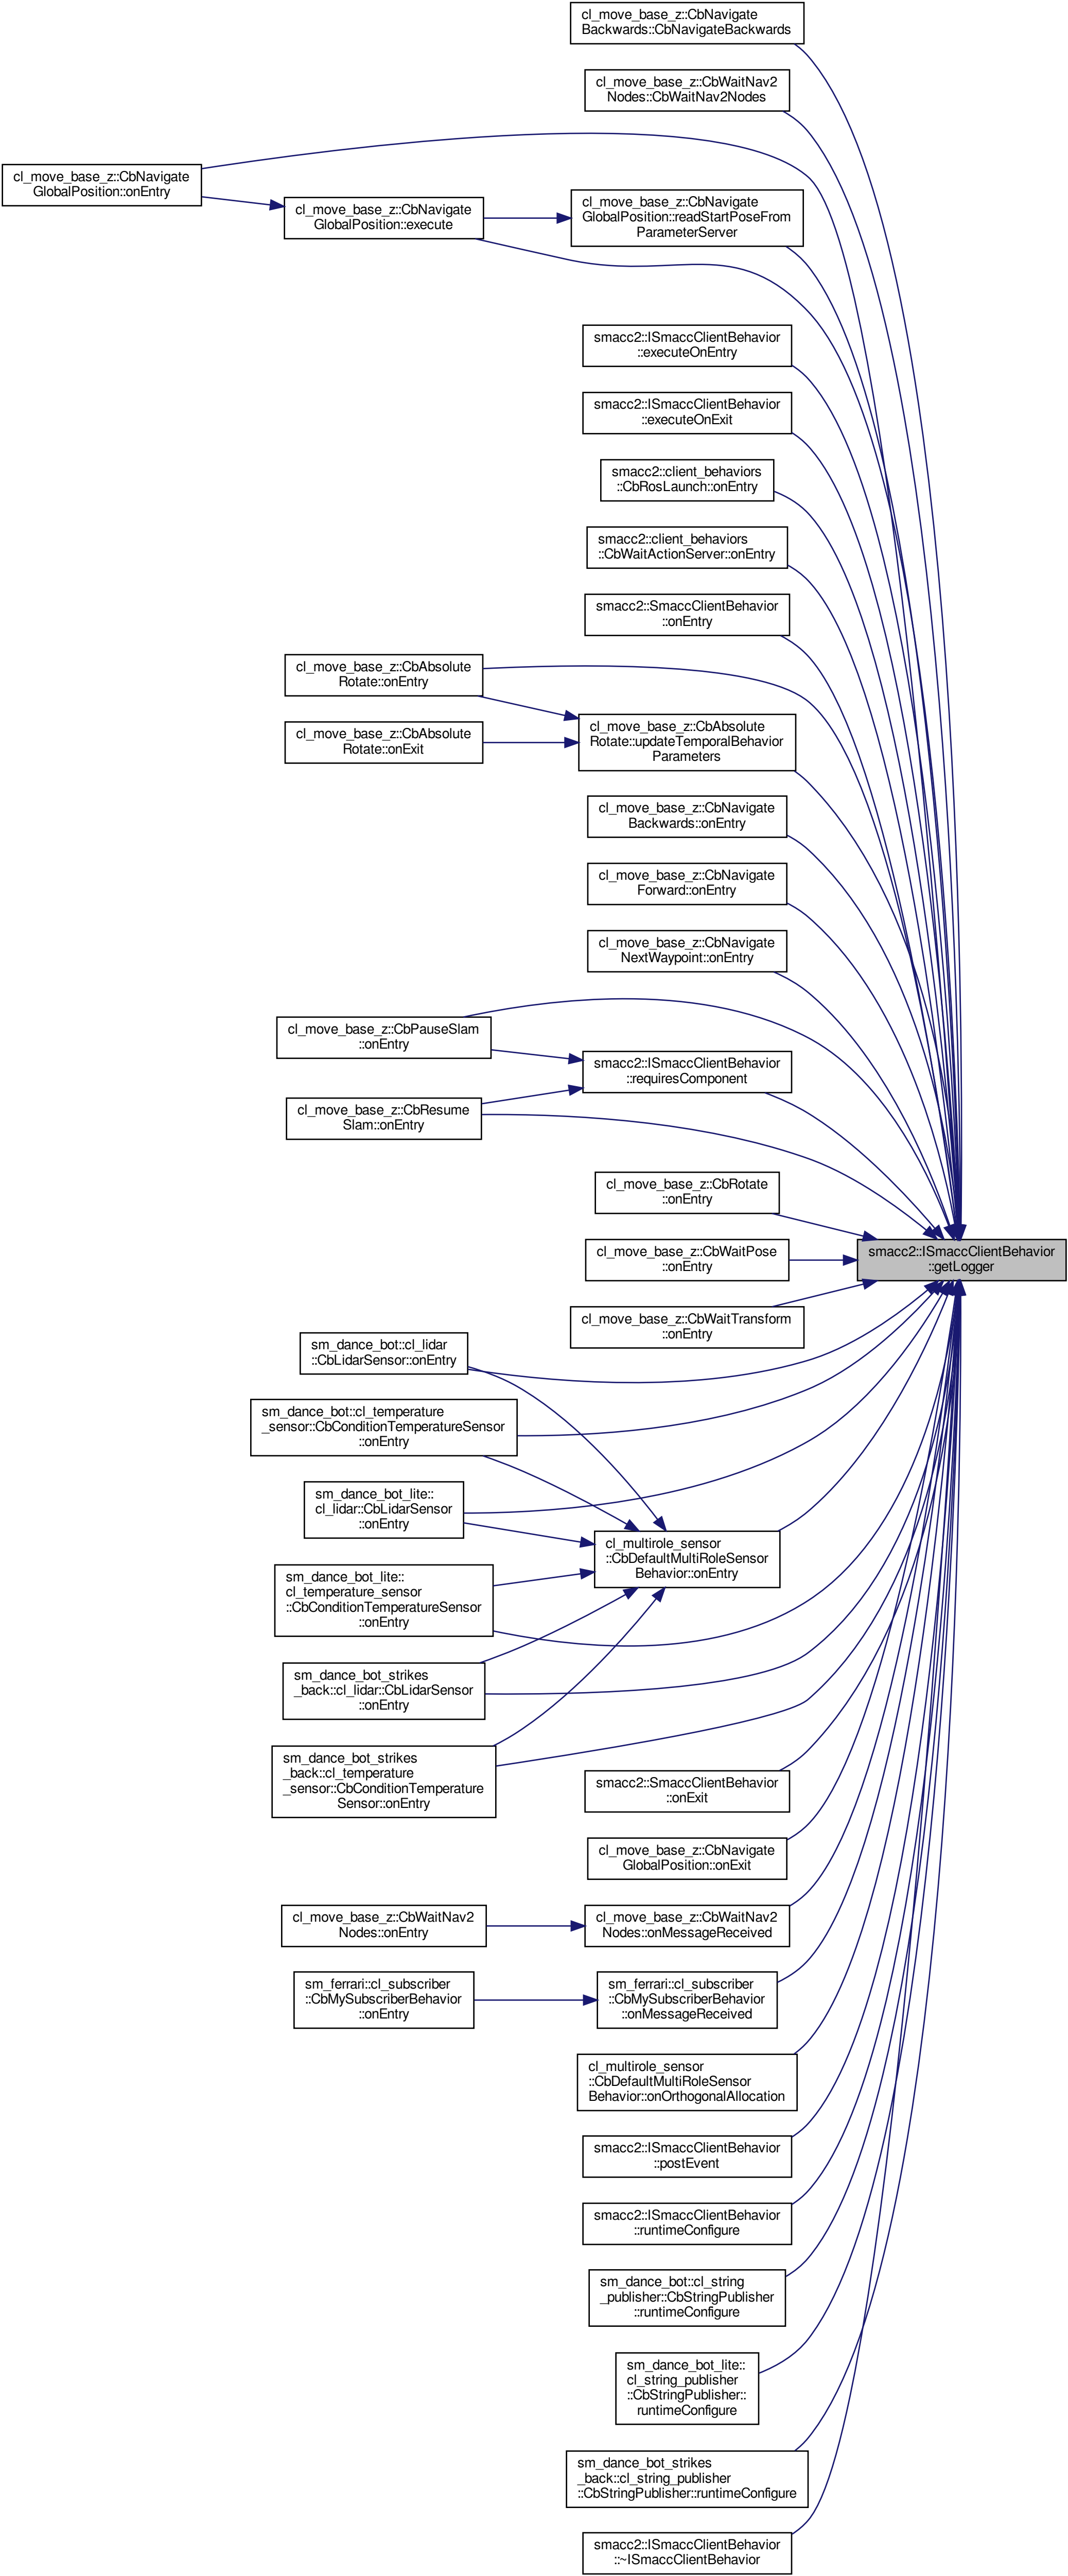 cl_move_base_z::CbNavigate
Backwards::CbNavigateBackwards
cl_move_base_z::CbWaitNav2
Nodes::CbWaitNav2Nodes
cl_move_base_z::CbNavigate
GlobalPosition::onEntry
cl_move_base_z::CbNavigate
GlobalPosition::execute
cl_move_base_z::CbNavigate
GlobalPosition::readStartPoseFrom
ParameterServer
smacc2::ISmaccClientBehavior
::executeOnEntry
smacc2::ISmaccClientBehavior
::executeOnExit
smacc2::client_behaviors
::CbRosLaunch::onEntry
smacc2::client_behaviors
::CbWaitActionServer::onEntry
smacc2::SmaccClientBehavior
::onEntry
cl_move_base_z::CbAbsolute
Rotate::onEntry
cl_move_base_z::CbAbsolute
Rotate::onExit
cl_move_base_z::CbAbsolute
Rotate::updateTemporalBehavior
Parameters
cl_move_base_z::CbNavigate
Backwards::onEntry
cl_move_base_z::CbNavigate
Forward::onEntry
cl_move_base_z::CbNavigate
NextWaypoint::onEntry
cl_move_base_z::CbPauseSlam
::onEntry
smacc2::ISmaccClientBehavior
::requiresComponent
cl_move_base_z::CbResume
Slam::onEntry
cl_move_base_z::CbRotate
::onEntry
smacc2::ISmaccClientBehavior
::getLogger
cl_move_base_z::CbWaitPose
::onEntry
cl_move_base_z::CbWaitTransform
::onEntry
sm_dance_bot::cl_lidar
::CbLidarSensor::onEntry
sm_dance_bot::cl_temperature
_sensor::CbConditionTemperatureSensor
::onEntry
sm_dance_bot_lite::
cl_lidar::CbLidarSensor
::onEntry
cl_multirole_sensor
::CbDefaultMultiRoleSensor
Behavior::onEntry
sm_dance_bot_lite::
cl_temperature_sensor
::CbConditionTemperatureSensor
::onEntry
sm_dance_bot_strikes
_back::cl_lidar::CbLidarSensor
::onEntry
sm_dance_bot_strikes
_back::cl_temperature
_sensor::CbConditionTemperature
Sensor::onEntry
smacc2::SmaccClientBehavior
::onExit
cl_move_base_z::CbNavigate
GlobalPosition::onExit
cl_move_base_z::CbWaitNav2
Nodes::onEntry
cl_move_base_z::CbWaitNav2
Nodes::onMessageReceived
sm_ferrari::cl_subscriber
::CbMySubscriberBehavior
::onEntry
sm_ferrari::cl_subscriber
::CbMySubscriberBehavior
::onMessageReceived
cl_multirole_sensor
::CbDefaultMultiRoleSensor
Behavior::onOrthogonalAllocation
smacc2::ISmaccClientBehavior
::postEvent
smacc2::ISmaccClientBehavior
::runtimeConfigure
sm_dance_bot::cl_string
_publisher::CbStringPublisher
::runtimeConfigure
sm_dance_bot_lite::
cl_string_publisher
::CbStringPublisher::
runtimeConfigure
sm_dance_bot_strikes
_back::cl_string_publisher
::CbStringPublisher::runtimeConfigure
smacc2::ISmaccClientBehavior
::~ISmaccClientBehavior